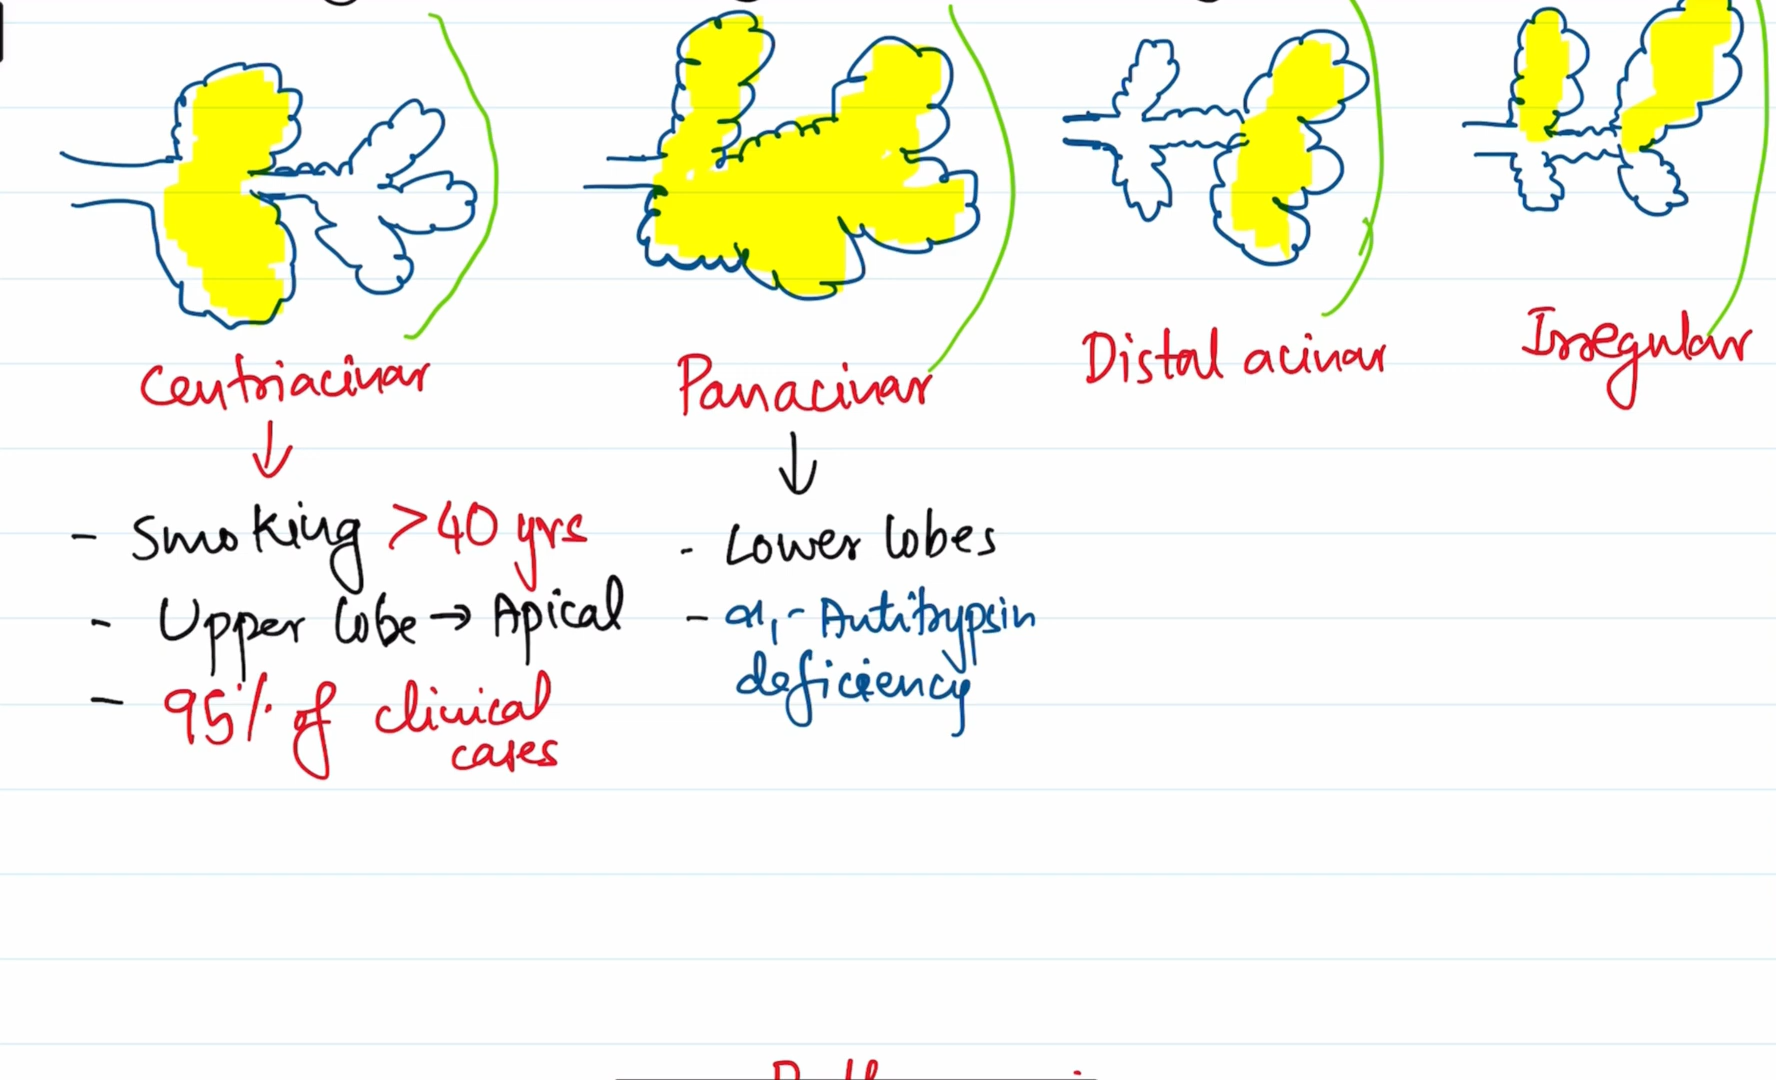 Centriacinar
Panacinar
Distal acinar
Irregular
- Smoking >40 yrs
- Upper lobe → Apical
- 95% of clinical
cases
- Lower lobes
- α1-Antitrypsin
deficiency